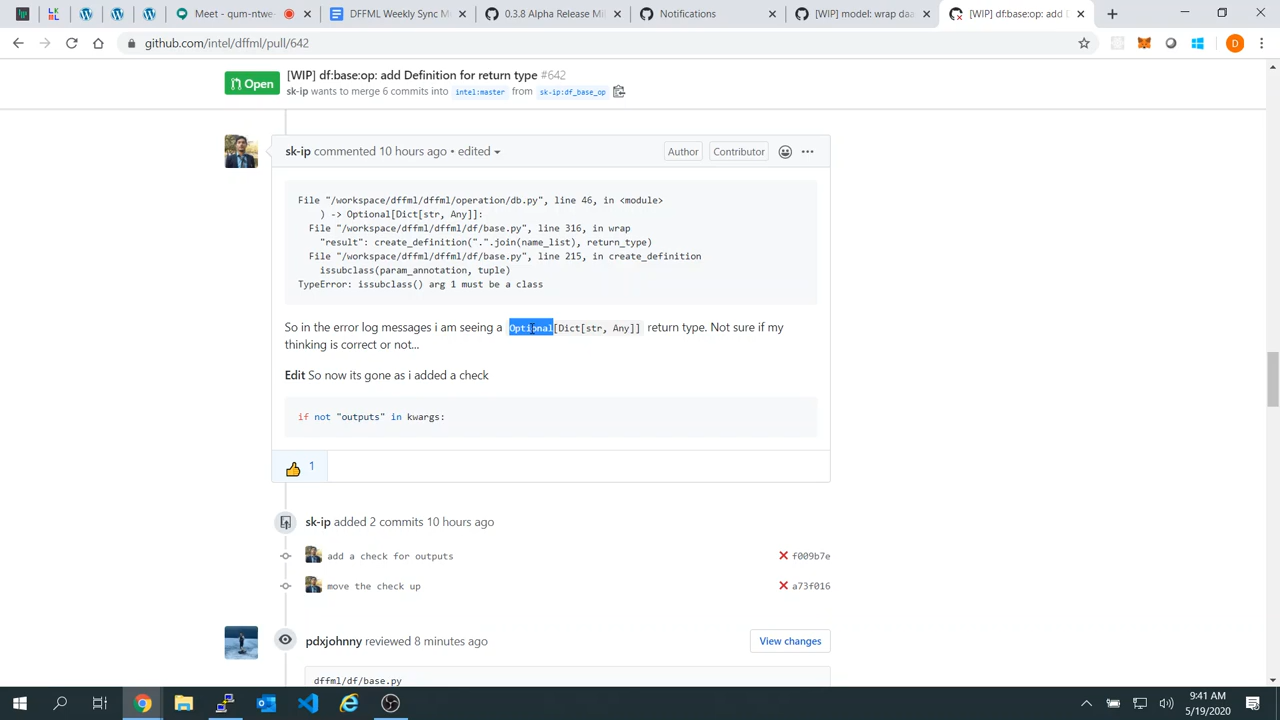 Meet - qum-ntwe-
DFFML Weekly Sync M
0.3.8 Alpha Release Mi
Notifications
[WIP] model: wrap daa
[WIP] df:base:op: add D
github.com/intel/dffml/pull/642
D
Open
[WIP] df:base:op: add Definition for return type #642
sk-ip wants to merge 6 commits into intel:master from sk-ip:df_base_op
sk-ip commented 10 hours ago • edited
Author
Contributor
File "/workspace/dffml/dffml/operation/db.py", line 46, in <module>
) -> Optional[Dict[str, Any]]:
File "/workspace/dffml/dffml/df/base.py", line 316, in wrap
"result": create_definition(".".join(name_list), return_type)
File "/workspace/dffml/dffml/df/base.py", line 215, in create_definition
issubclass(param_annotation, tuple)
TypeError: issubclass() arg 1 must be a class
So in the error log messages i am seeing a Optional[Dict[str, Any]] return type. Not sure if my
thinking is correct or not...
Edit So now its gone as i added a check
if not "outputs" in kwargs:
1
sk-ip added 2 commits 10 hours ago
add a check for outputs
f009b7e
move the check up
a73f016
pdxjohnny reviewed 8 minutes ago
View changes
dffml/df/base.py
9:41 AM
5/19/2020